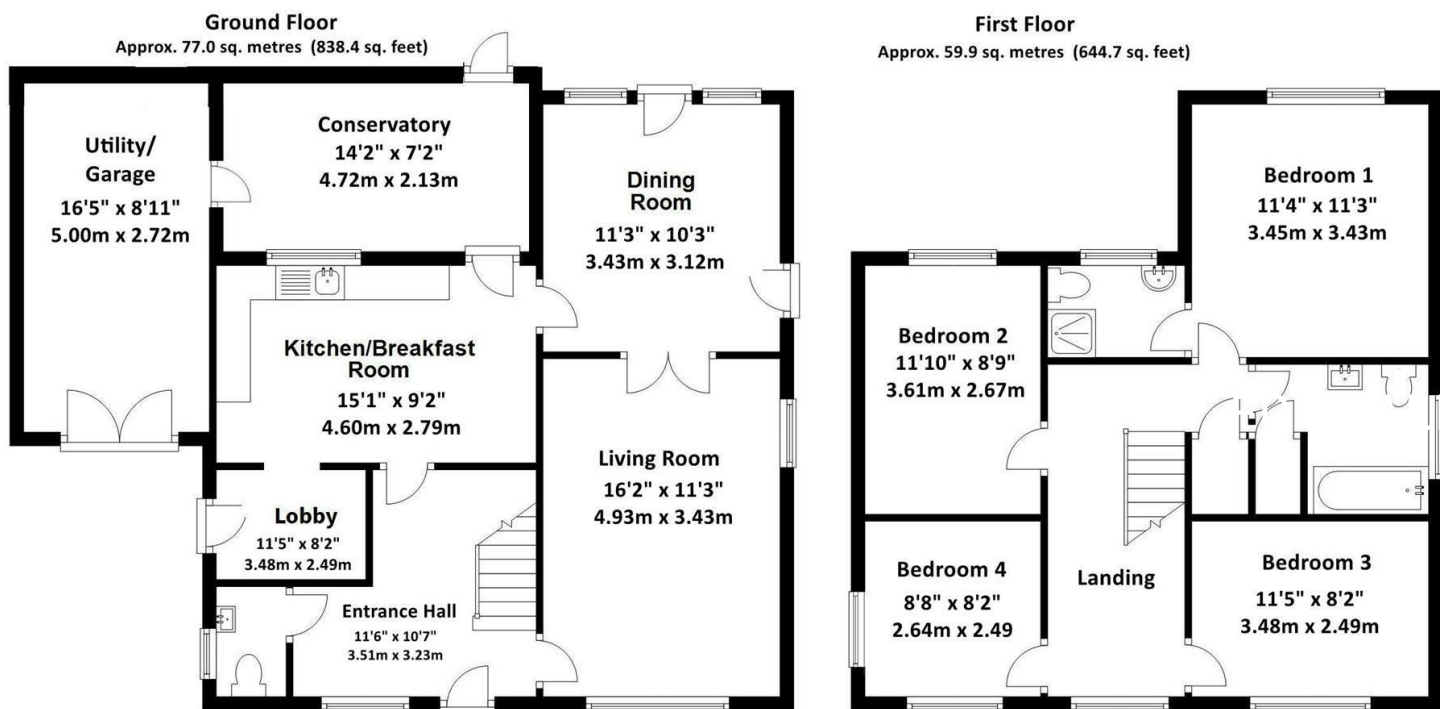 Ground Floor
Approx. 77.0 sq. metres (838.4 sq. feet)
Utility/
Garage
16'5" x 8'11"
5.00m x 2.72m
Conservatory
14'2" x 7'2"
4.72m x 2.13m
Dining
Room
11'3" x 10'3"
3.43m x 3.12m
Kitchen/Breakfast
Room
15'1" x 9'2"
4.60m x 2.79m
Living Room
16'2" x 11'3"
4.93m x 3.43m
Lobby
11'5" x 8'2"
3.48m x 2.49m
Entrance Hall
11'6" x 10'7"
3.51m x 3.23m
First Floor
Approx. 59.9 sq. metres (644.7 sq. feet)
Bedroom 1
11'4" x 11'3"
3.45m x 3.43m
Bedroom 2
11'10" x 8'9"
3.61m x 2.67m
Bedroom 4
8'8" x 8'2"
2.64m x 2.49
Landing
Bedroom 3
11'5" x 8'2"
3.48m x 2.49m